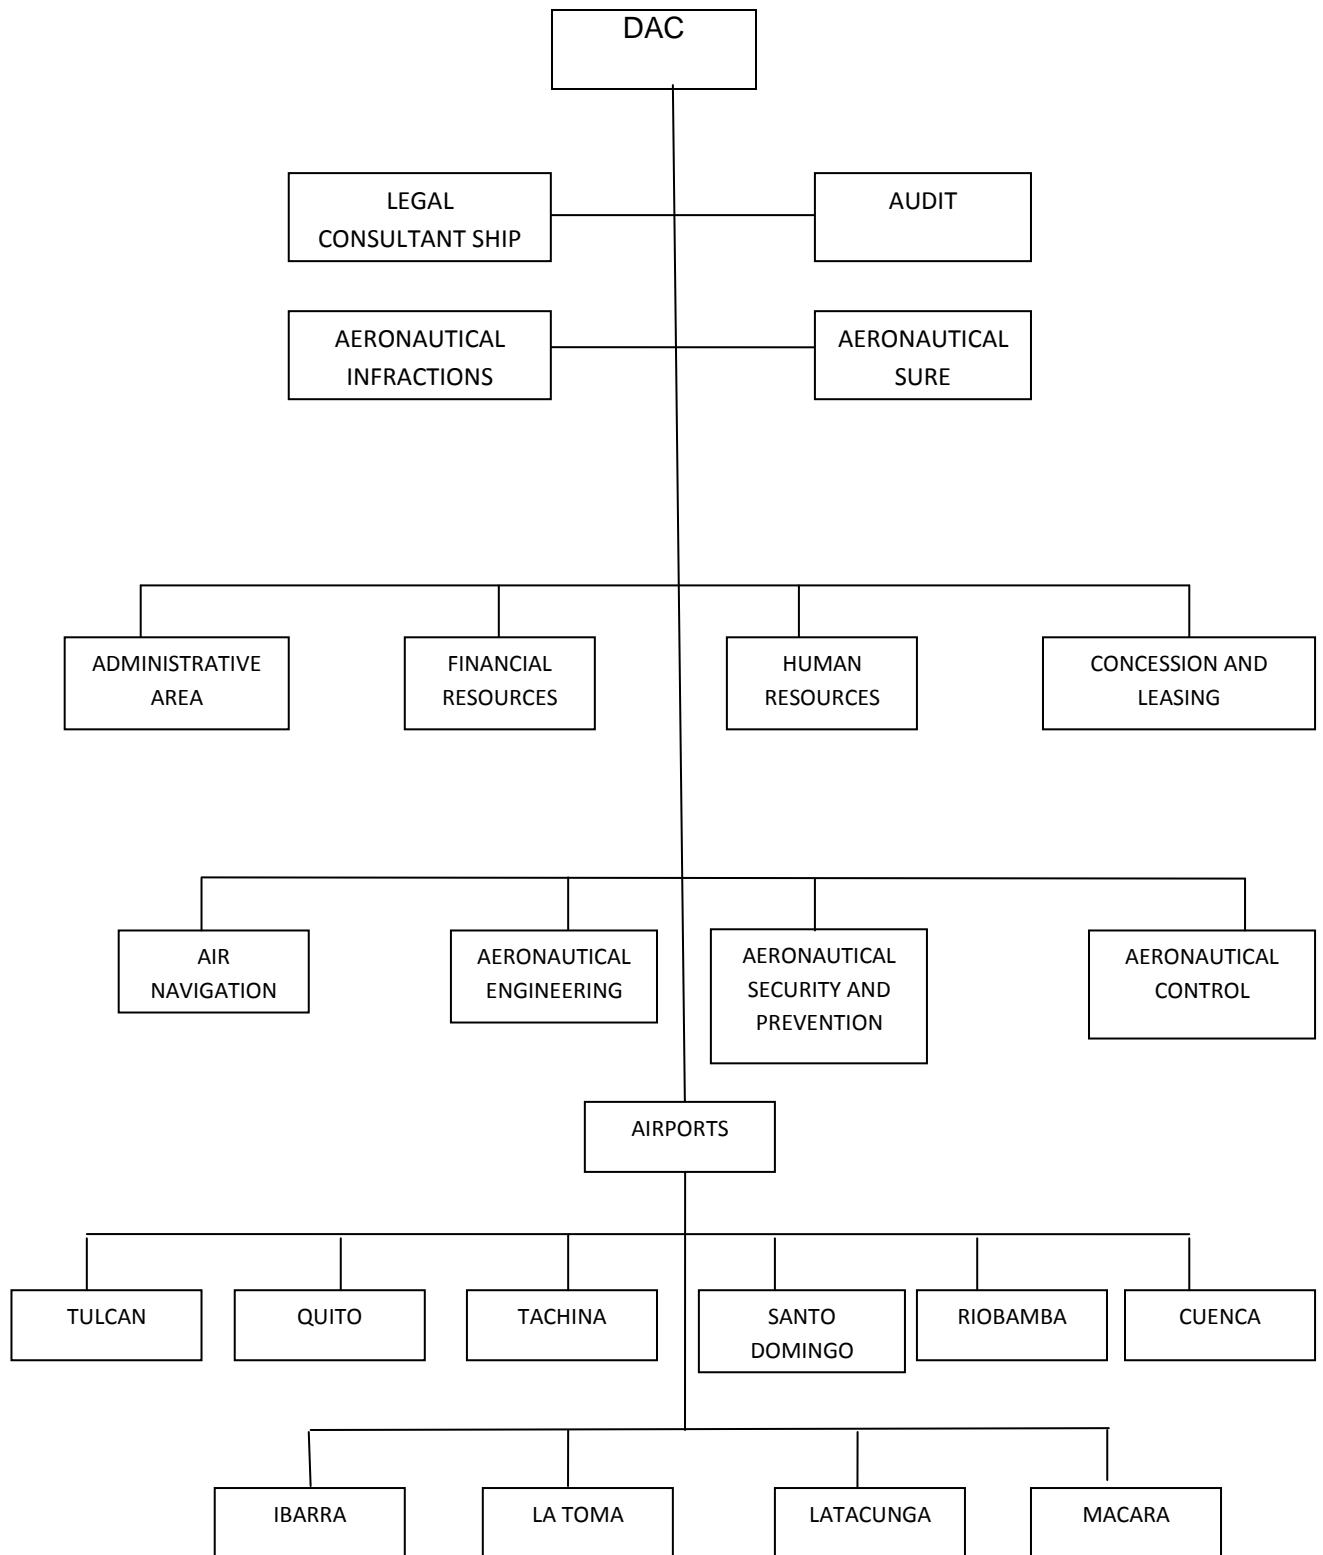 DAC
LEGAL
CONSULTANT SHIP
AUDIT
AERONAUTICAL
INFRACTIONS
AERONAUTICAL
SURE
ADMINISTRATIVE
AREA
FINANCIAL
RESOURCES
HUMAN
RESOURCES
CONCESSION AND
LEASING
AIR
NAVIGATION
AERONAUTICAL
ENGINEERING
AERONAUTICAL
SECURITY AND
PREVENTION
AERONAUTICAL
CONTROL
AIRPORTS
TULCAN
QUITO
TACHINA
SANTO
DOMINGO
RIOBAMBA
CUENCA
IBARRA
LA TOMA
LATACUNGA
MACARA